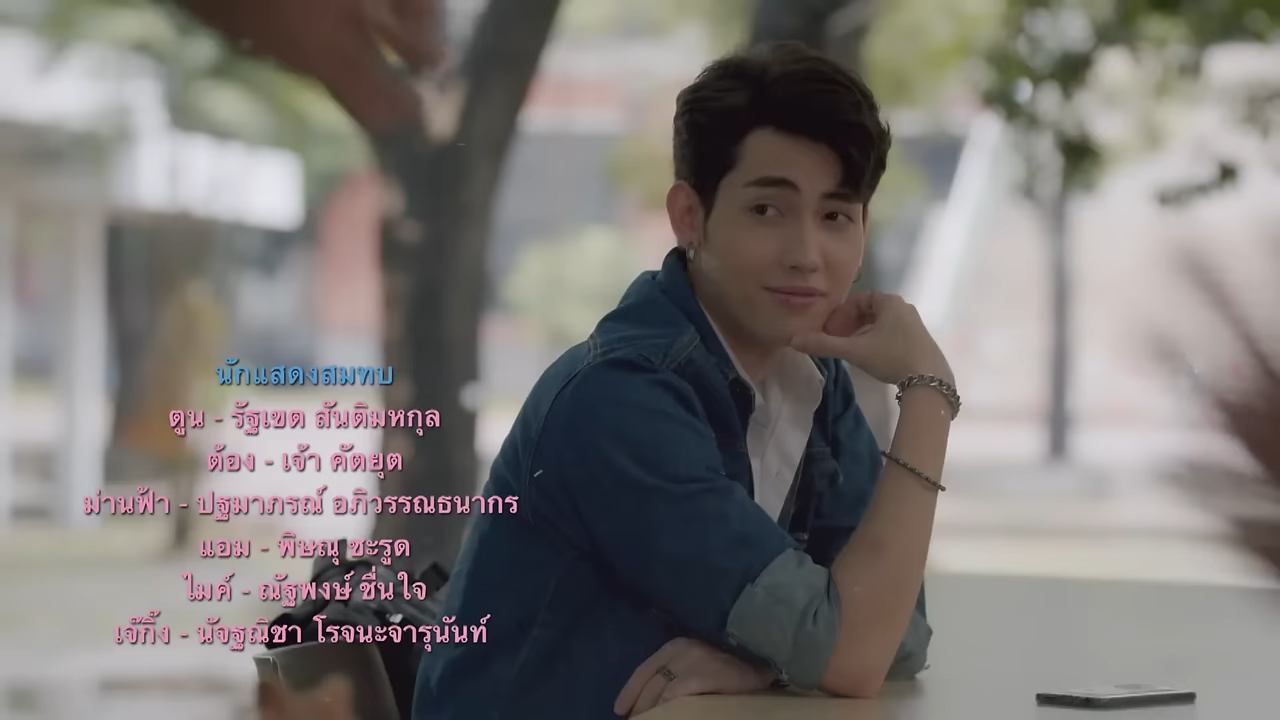 นักแสดงสมทบ
ตูน - รัฐเขด สันติมหกุล
ต้อง - เจ้า คัตยุต
ม่านฟ้า - ปฐมาภรณ์ อภิวรรณธนากร
แอม - พิษณุ ชะรูด
ไมค์ - ณัฐพงษ์ ชื่นใจ
เจ๊กิ๊ง - นัจฐณิชา โรจนะจารุนันท์